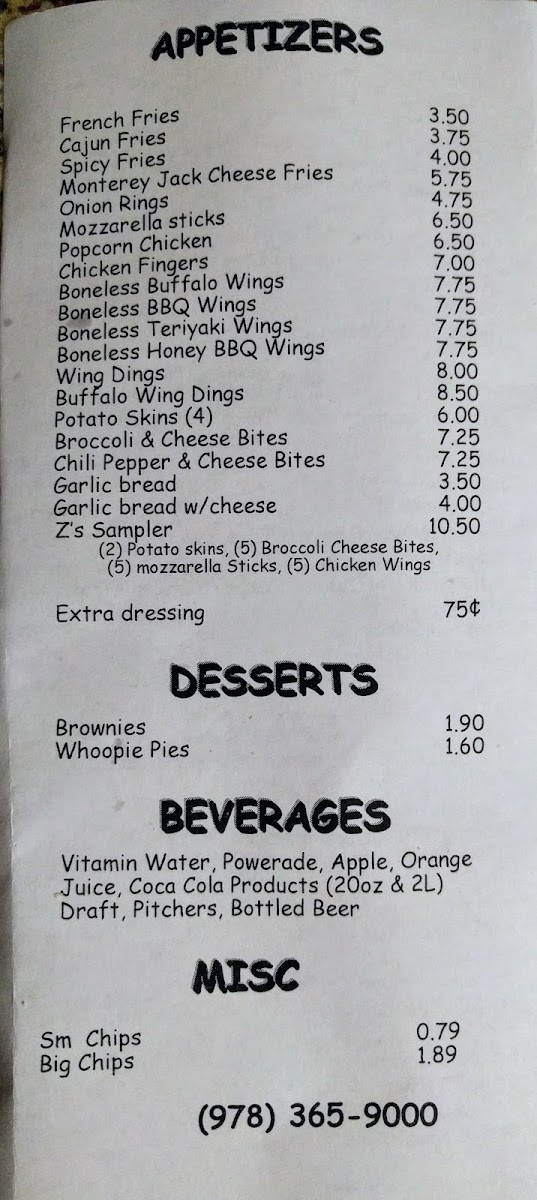 APPETIZERS
French Fries 3.50
Cajun Fries 3.75
Spicy Fries 4.00
Monterey Jack Cheese Fries 5.75
Onion Rings 4.75
Mozzarella sticks 6.50
Popcorn Chicken 6.50
Chicken Fingers 7.00
Boneless Buffalo Wings 7.75
Boneless BBQ Wings 7.75
Boneless Teriyaki Wings 7.75
Boneless Honey BBQ Wings 7.75
Wing Dings 8.00
Buffalo Wing Dings 8.50
Potato Skins (4) 6.00
Broccoli & Cheese Bites 7.25
Chili Pepper & Cheese Bites 7.25
Garlic bread 3.50
Garlic bread w/cheese 4.00
Z's Sampler 10.50
(2) Potato skins, (5) Broccoli Cheese Bites,
(5) mozzarella Sticks, (5) Chicken Wings
Extra dressing 75¢
DESSERTS
Brownies 1.90
Whoopie Pies 1.60
BEVERAGES
Vitamin Water, Powerade, Apple, Orange
Juice, Coca Cola Products (20oz & 2L)
Draft, Pitchers, Bottled Beer
MISC
Sm Chips 0.79
Big Chips 1.89
(978) 365-9000